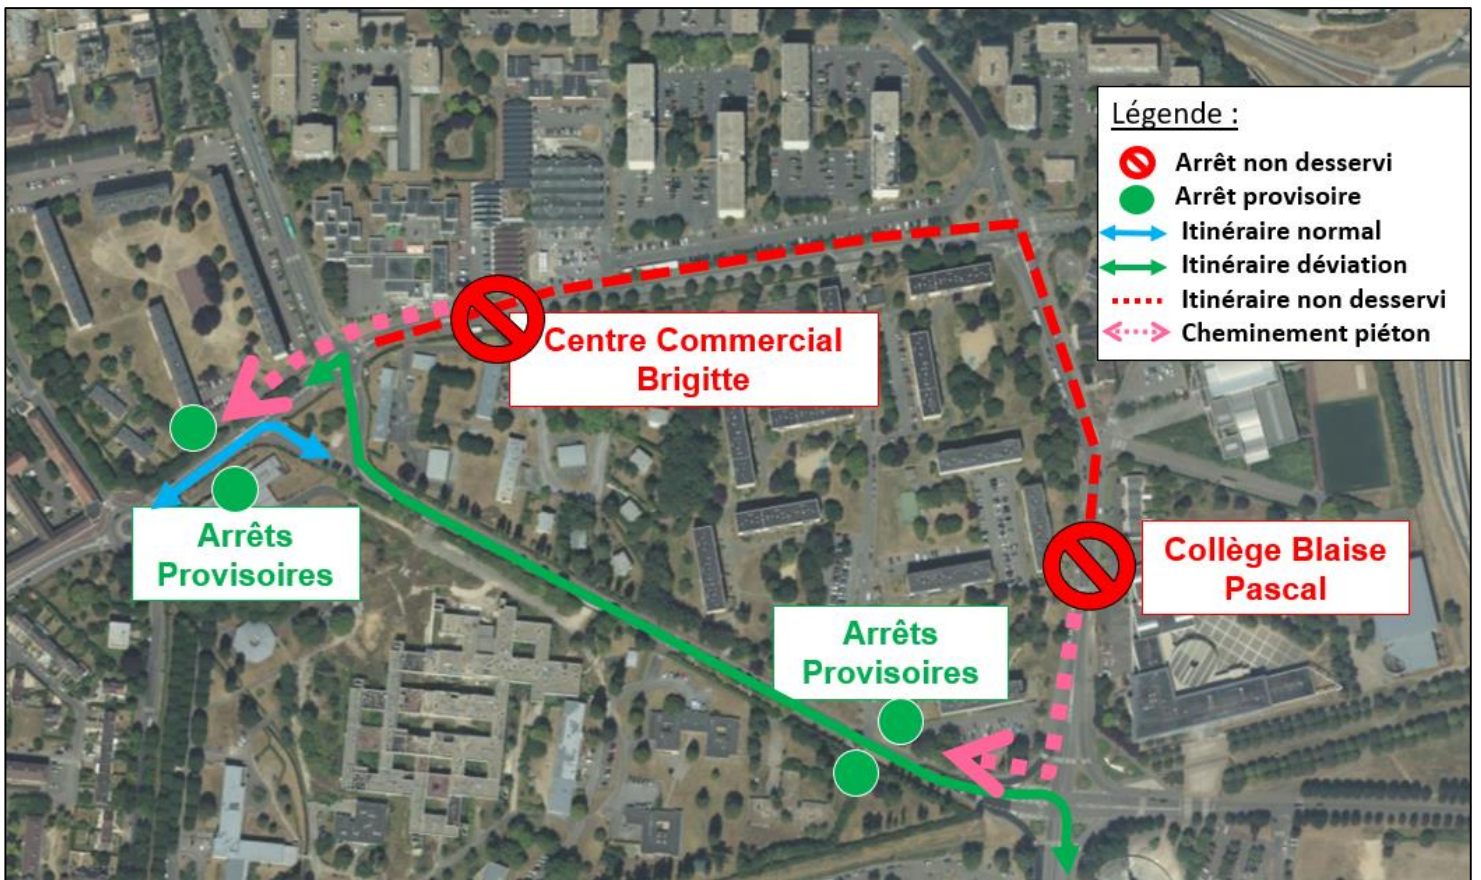 Légende :
Arrêt non desservi
Arrêt provisoire
Itinéraire normal
Itinéraire déviation
Itinéraire non desservi
Cheminement piéton
Centre Commercial
Brigitte
Collège Blaise
Pascal
Arrêts
Provisoires
Arrêts
Provisoires